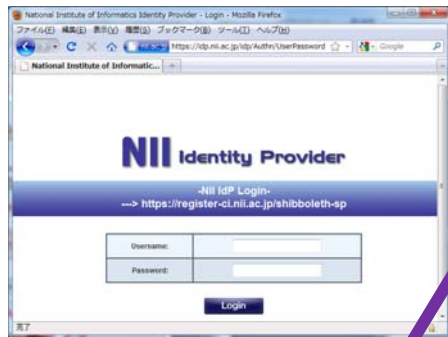 National Institute of Informatics Identity Provider - Login - Mozilla Firefox
ファイル(F) 編集(E) 表示(V) 履歴(S) ブックマーク(B) ツール(T) ヘルプ(H)
https://idp.nii.ac.jp/idp/Authn/UserPassword
Google
National Institute of Informatic...
NII Identity Provider
-NII IdP Login-
---> https://register-ci.nii.ac.jp/shibboleth-sp
Username:
Password:
Login
完了